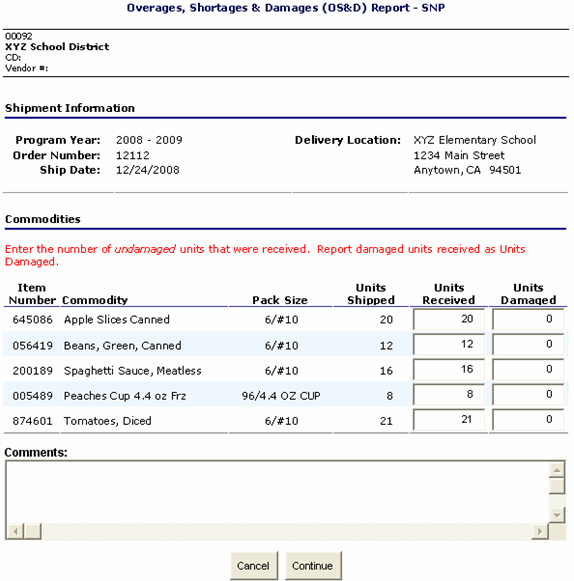 Overages, Shortages & Damages (OS&D) Report - SNP
00092
XYZ School District
CD:
Vendor #:
Shipment Information
Program Year: 2008 - 2009 Delivery Location: XYZ Elementary School
Order Number: 12112 1234 Main Street
Ship Date: 12/24/2008 Anytown, CA 94501
Commodities
Enter the number of undamaged units that were received. Report damaged units received as Units
Damaged.
Item Units Units Units
Number Commodity Pack Size Shipped Received Damaged
645086 Apple Slices Canned 6/#10 20 20 0
056419 Beans, Green, Canned 6/#10 12 12 0
200189 Spaghetti Sauce, Meatless 6/#10 16 16 0
005489 Peaches Cup 4.4 oz Frz 96/4.4 OZ CUP 8 8 0
874601 Tomatoes, Diced 6/#10 21 21 0
Comments:
Cancel Continue